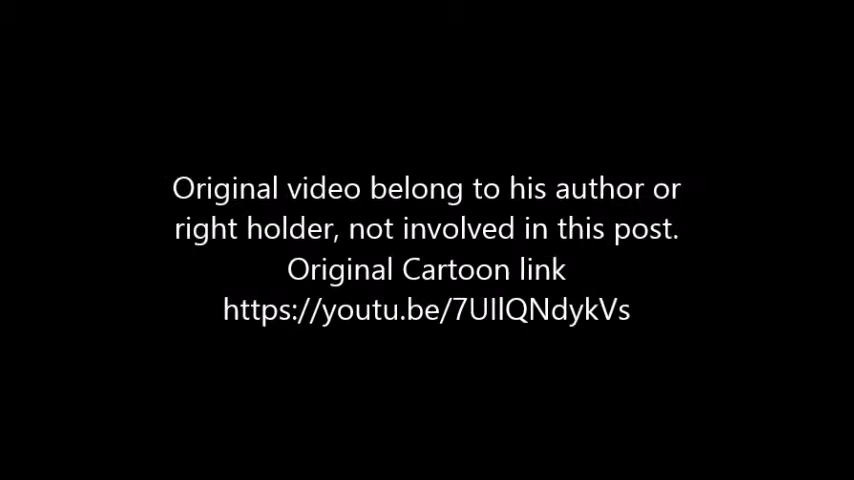 Original video belong to his author or
right holder, not involved in this post.
Original Cartoon link
https://youtu.be/7UIlQNdykVs